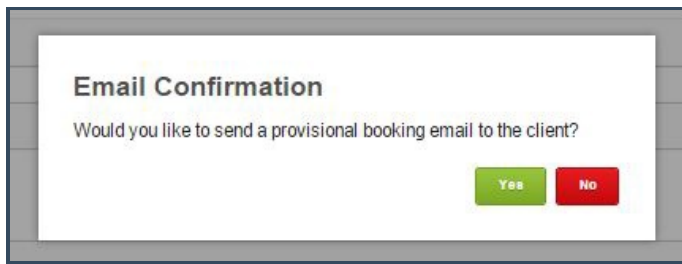 Email Confirmation
Would you like to send a provisional booking email to the client?
Yes No